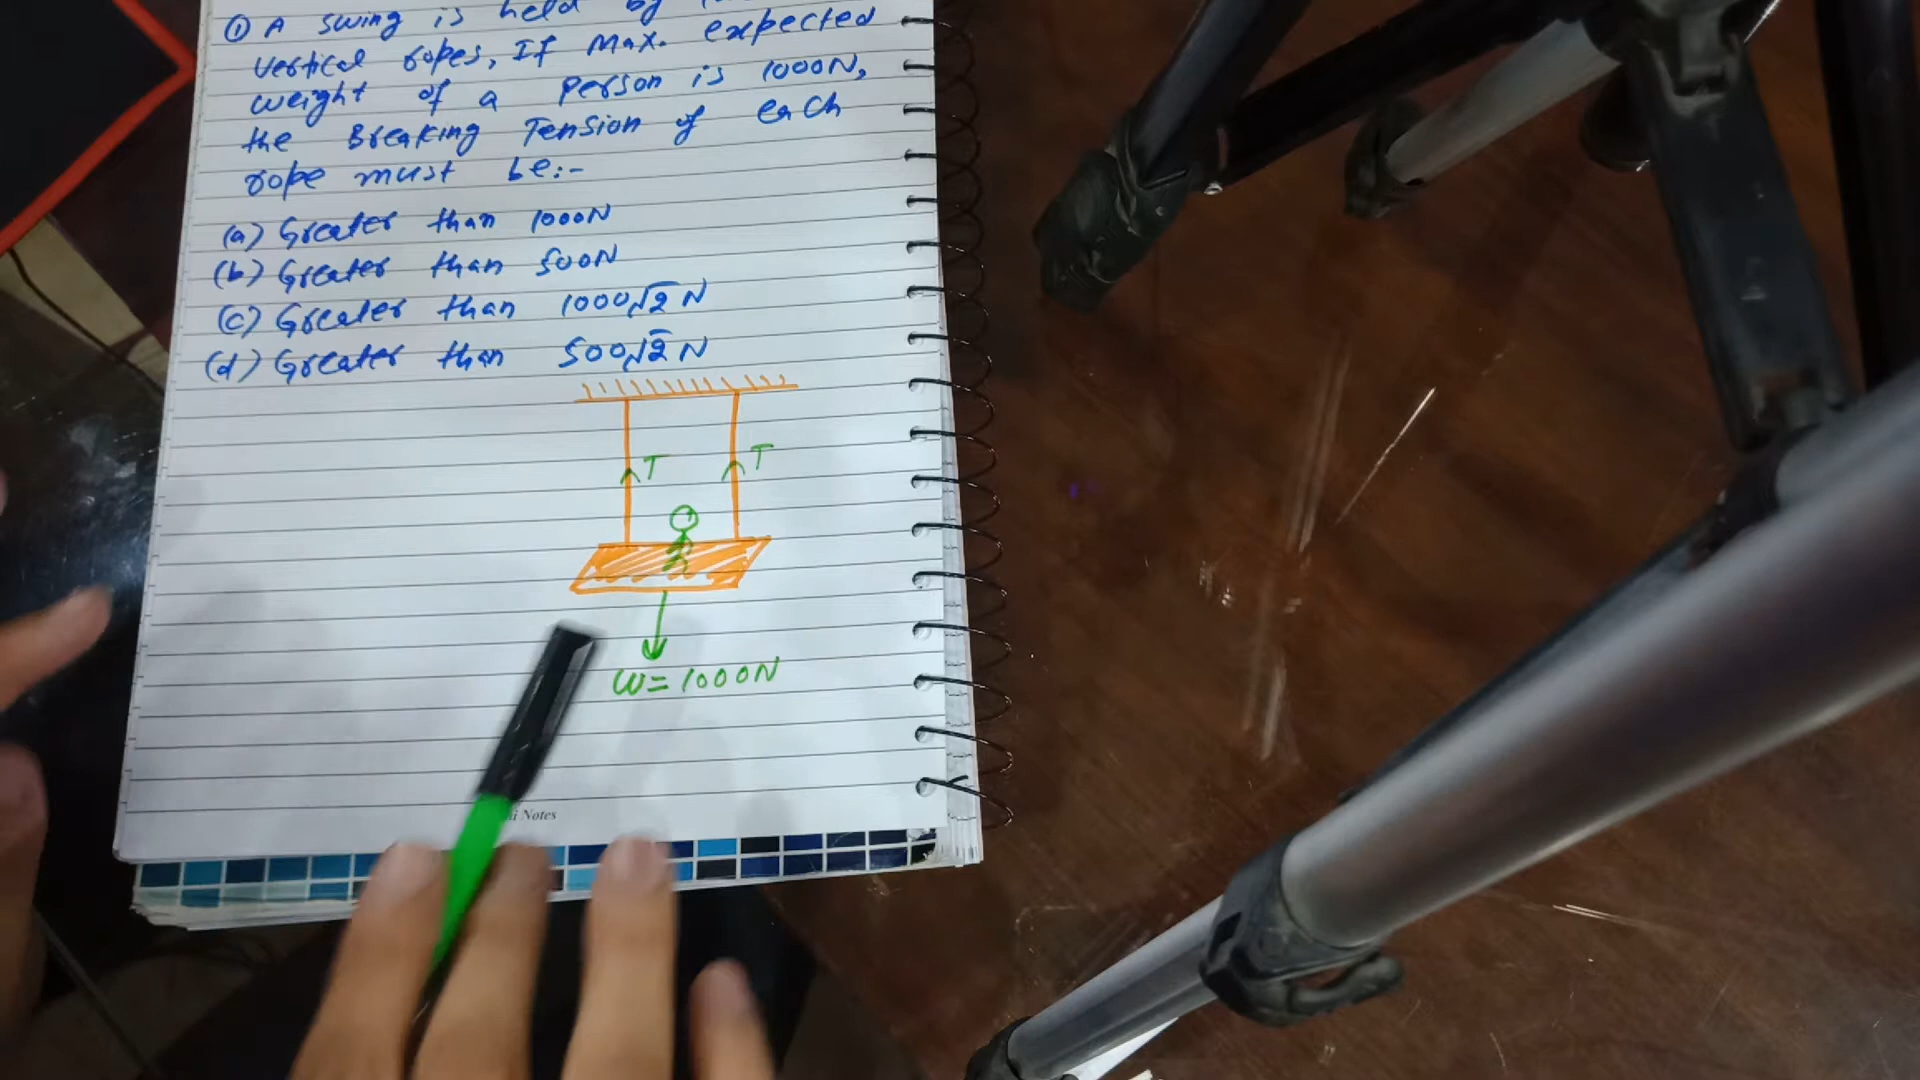 ① A swing is held by
vertical ropes, If Max. expected
weight of a person is 1000N,
the Breaking Tension of each
rope must be:-
(a) Greater than 1000N
(b) Greater than 500N
(c) Greater than 1000√2 N
(d) Greater than 500√2 N
T T
W = 1000N
Notes